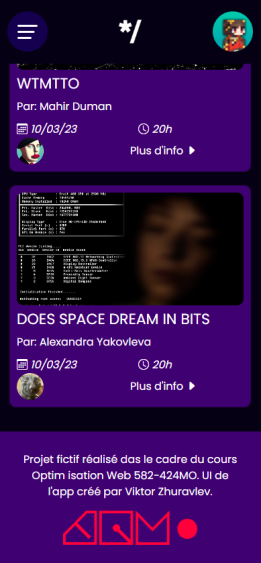 */
WTMTTO
Par: Mahir Duman
10/03/23 20h
Plus d'info
DOES SPACE DREAM IN BITS
Par: Alexandra Yakovleva
10/03/23 20h
Plus d'info
Projet fictif réalisé das le cadre du cours
Optim isation Web 582-424MO. UI de
l'app créé par Viktor Zhuravlev.